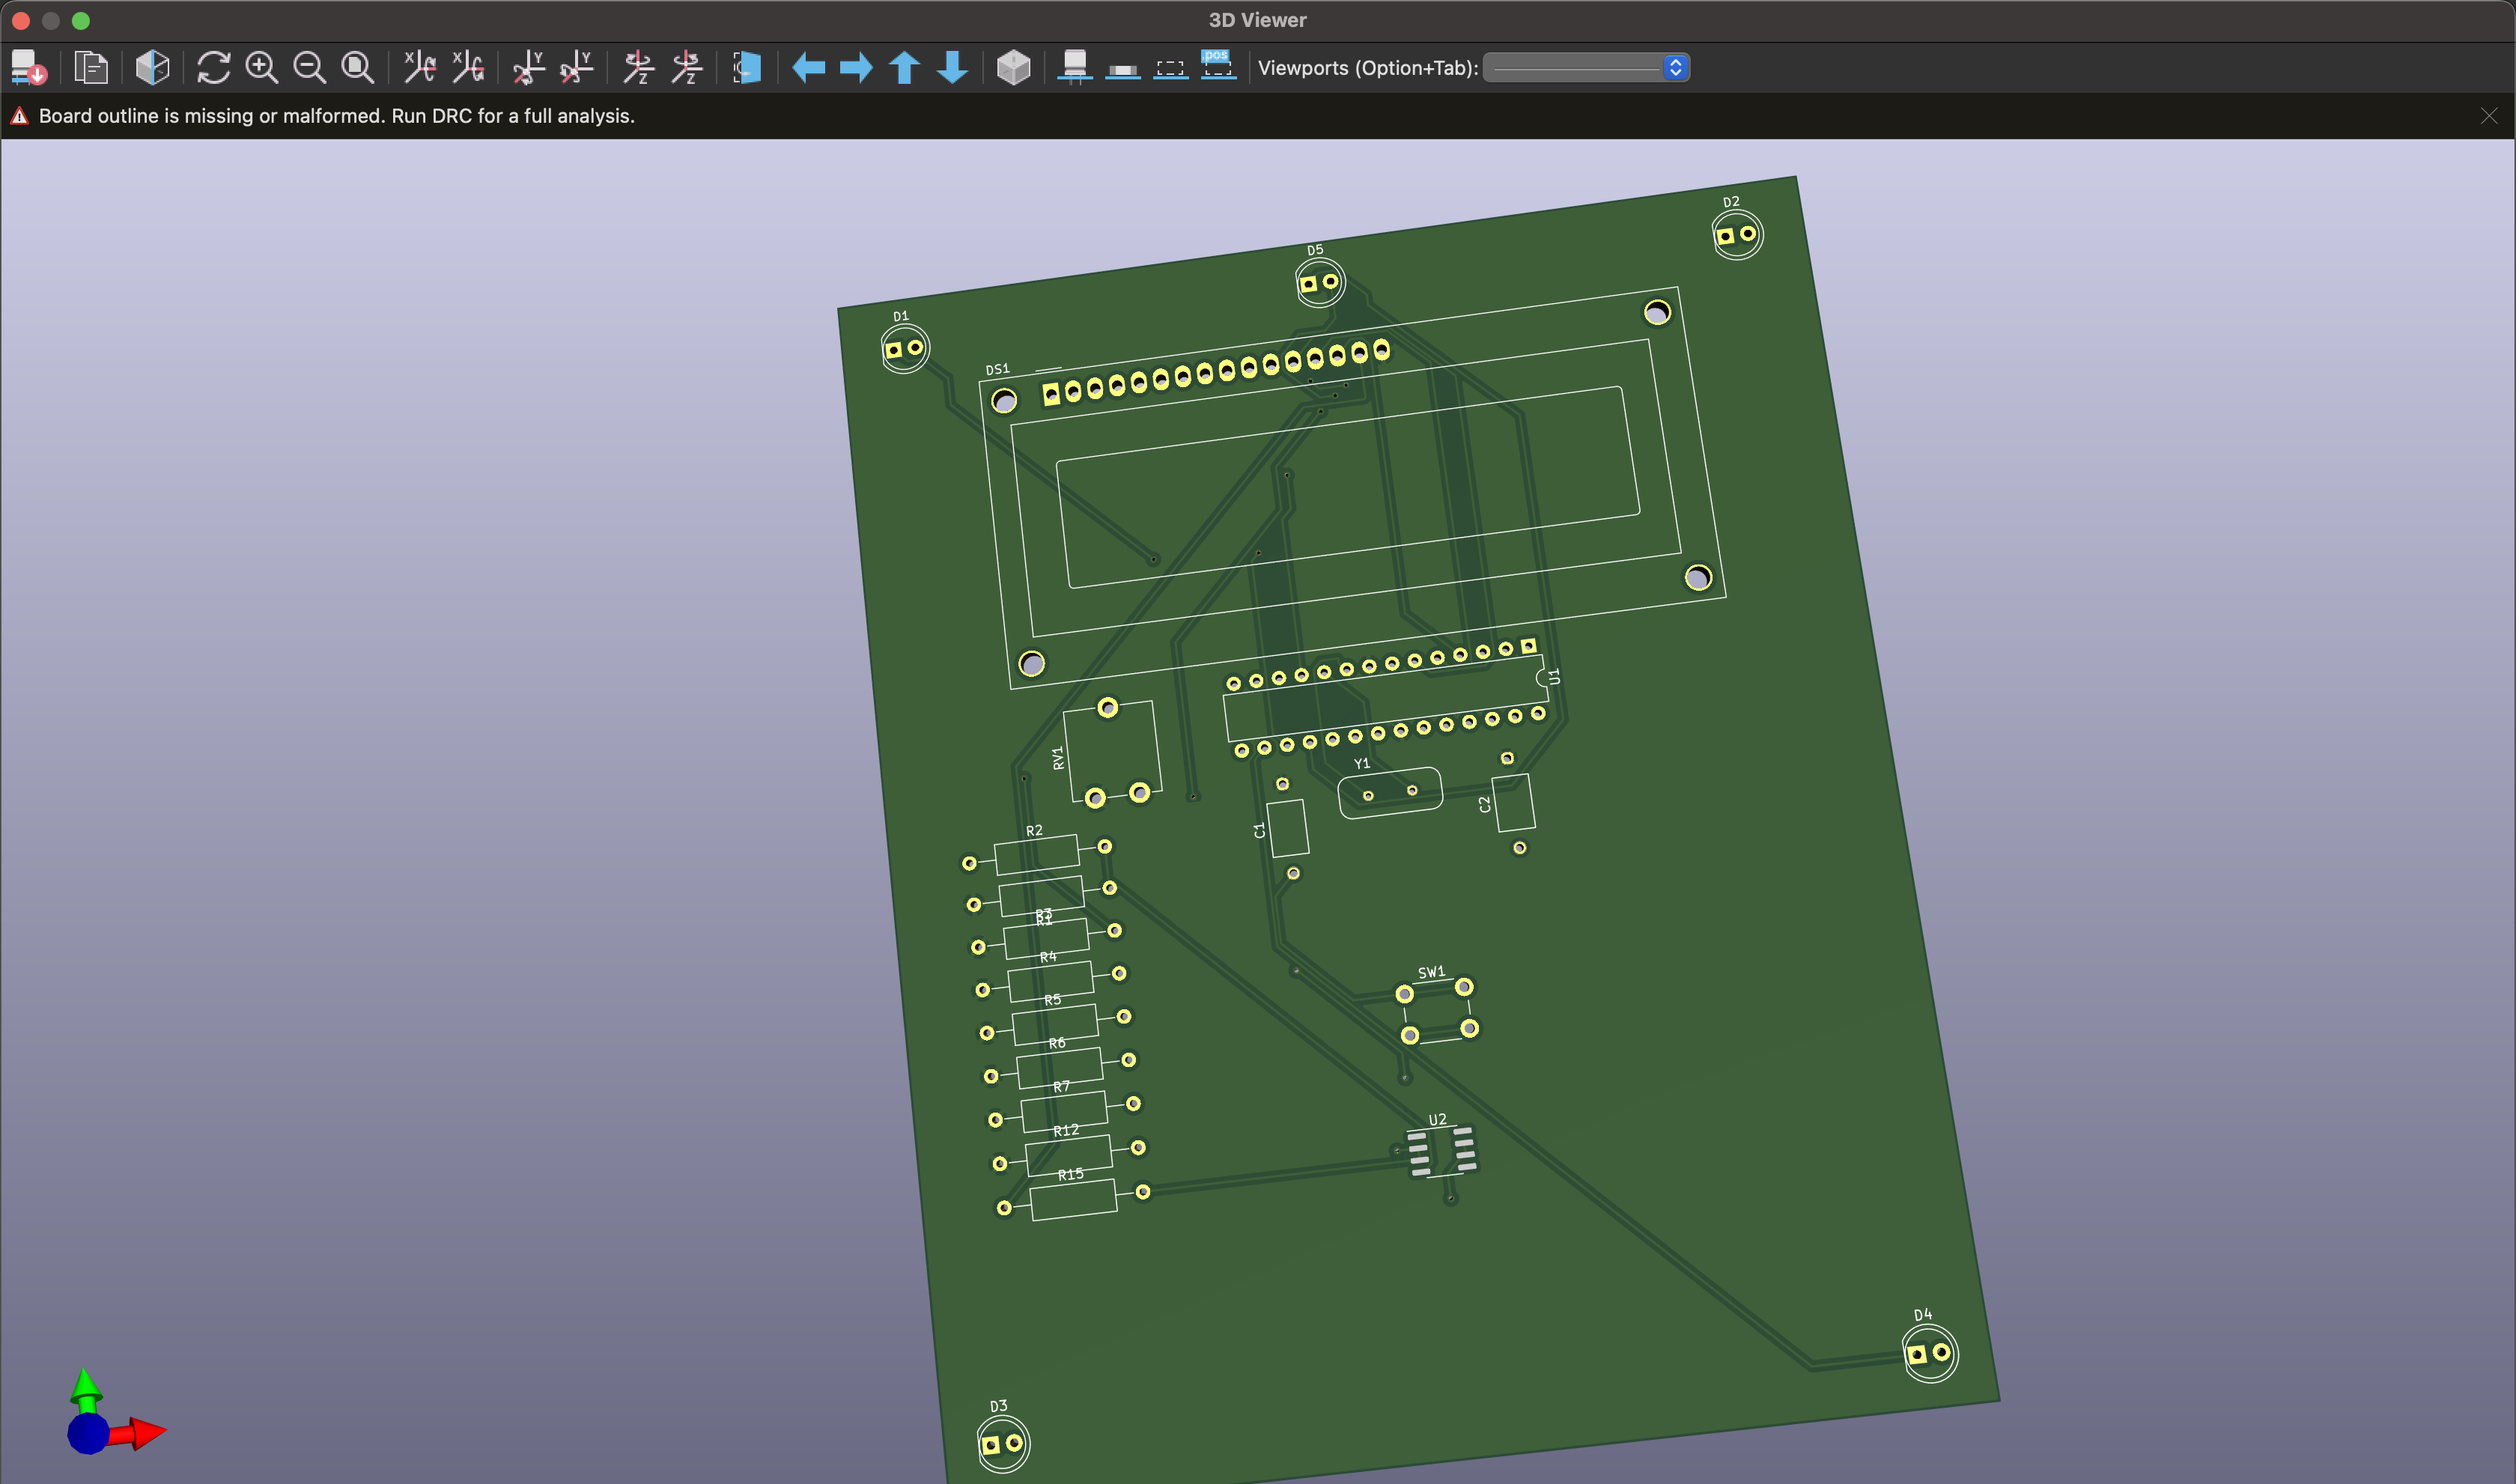 3D Viewer
X X Y Y Z Z pos Viewports (Option+Tab):
Board outline is missing or malformed. Run DRC for a full analysis.
D2
D5
D1
DS1
U1
RV1
Y1
C2
C1
R2
R3
R1
R4
R5
SW1
R6
R7
U2
R12
R15
D4
D3